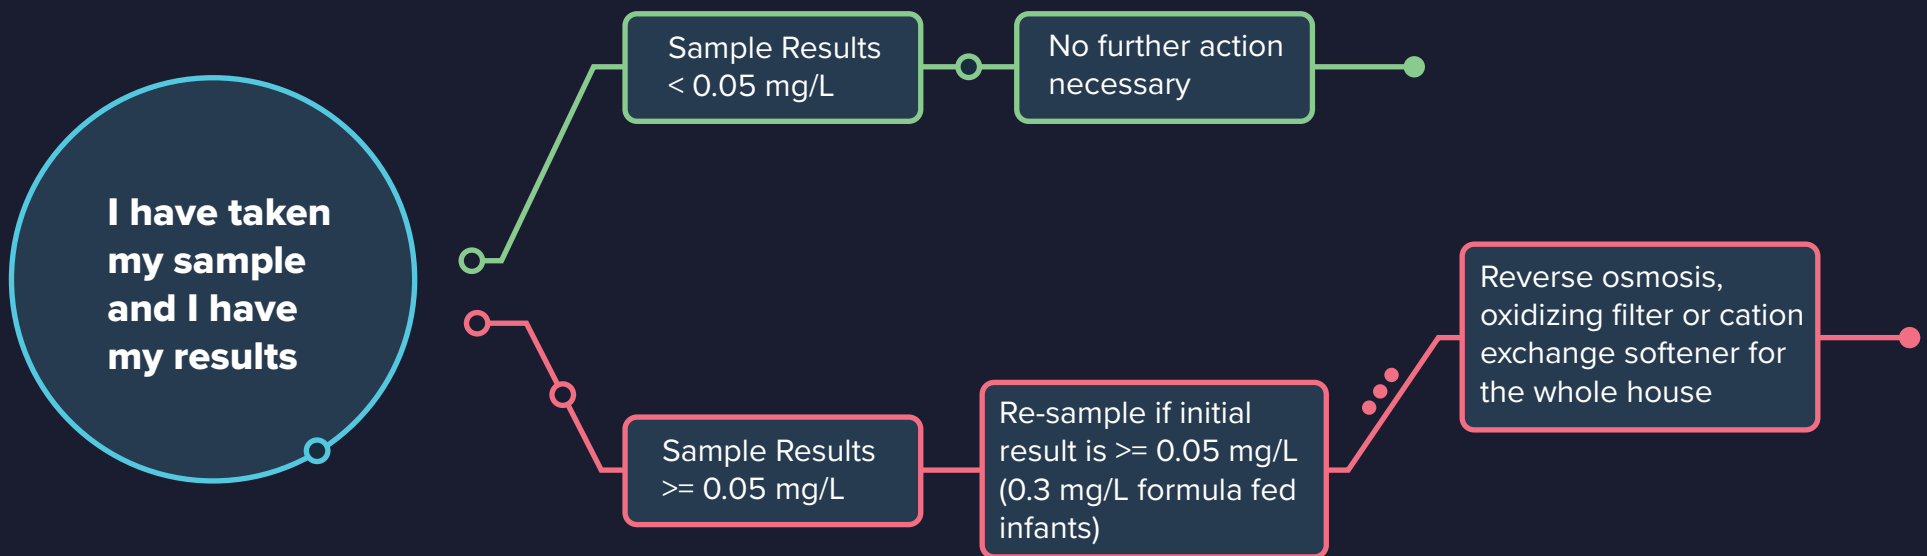 I have taken
my sample
and I have
my results
Sample Results
< 0.05 mg/L
No further action
necessary
Sample Results
>= 0.05 mg/L
Re-sample if initial
result is >= 0.05 mg/L
(0.3 mg/L formula fed
infants)
Reverse osmosis,
oxidizing filter or cation
exchange softener for
the whole house